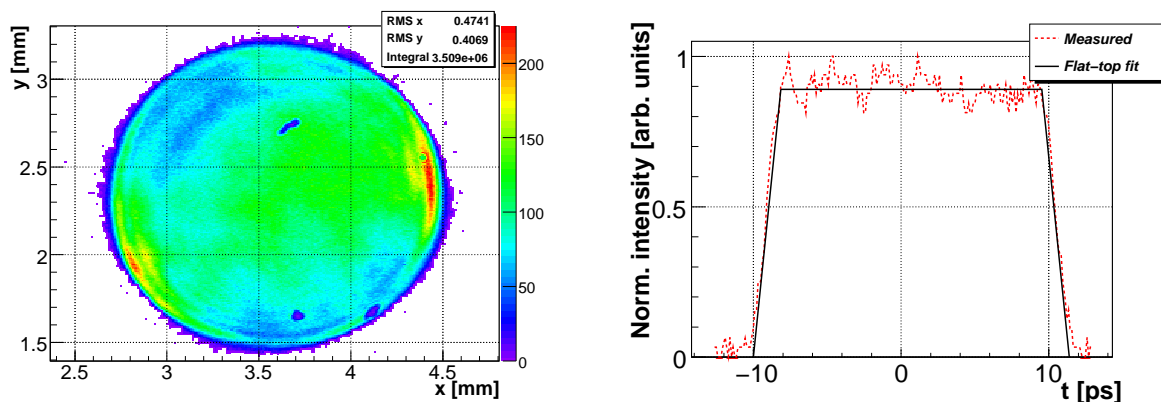 RMS x 0.4741
RMS y 0.4069
Integral 3.509e+06
y [mm]
3
2.5
2
1.5
2.5 3 3.5 4 4.5
x [mm]
200
150
100
50
0
Norm. intensity [arb. units]
1
0.5
0
−10 0 10
t [ps]
Measured
Flat−top fit